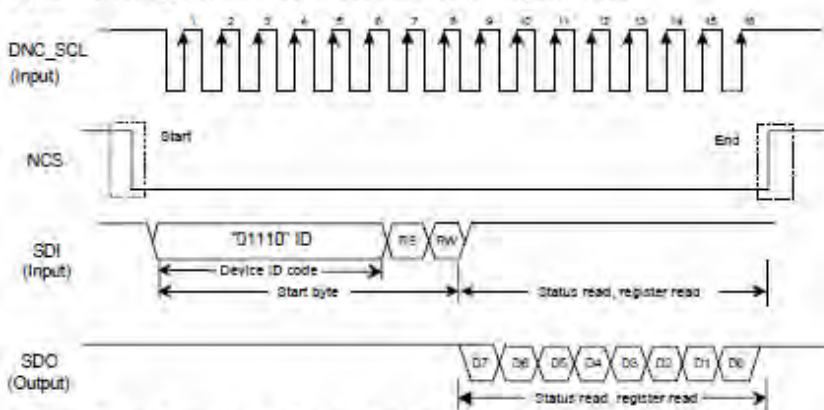 1 2 3 4 5 6 7 8 9 10 11 12 13 14 15 16
DNC_SCL
(Input)
Start
End
NCS
"01110" ID
RS
RW
SDI
(Input)
Device ID code
Start byte
Status read, register read
SDO
(Output)
D7 D6 D5 D4 D3 D2 D1 D0
Status read, register read